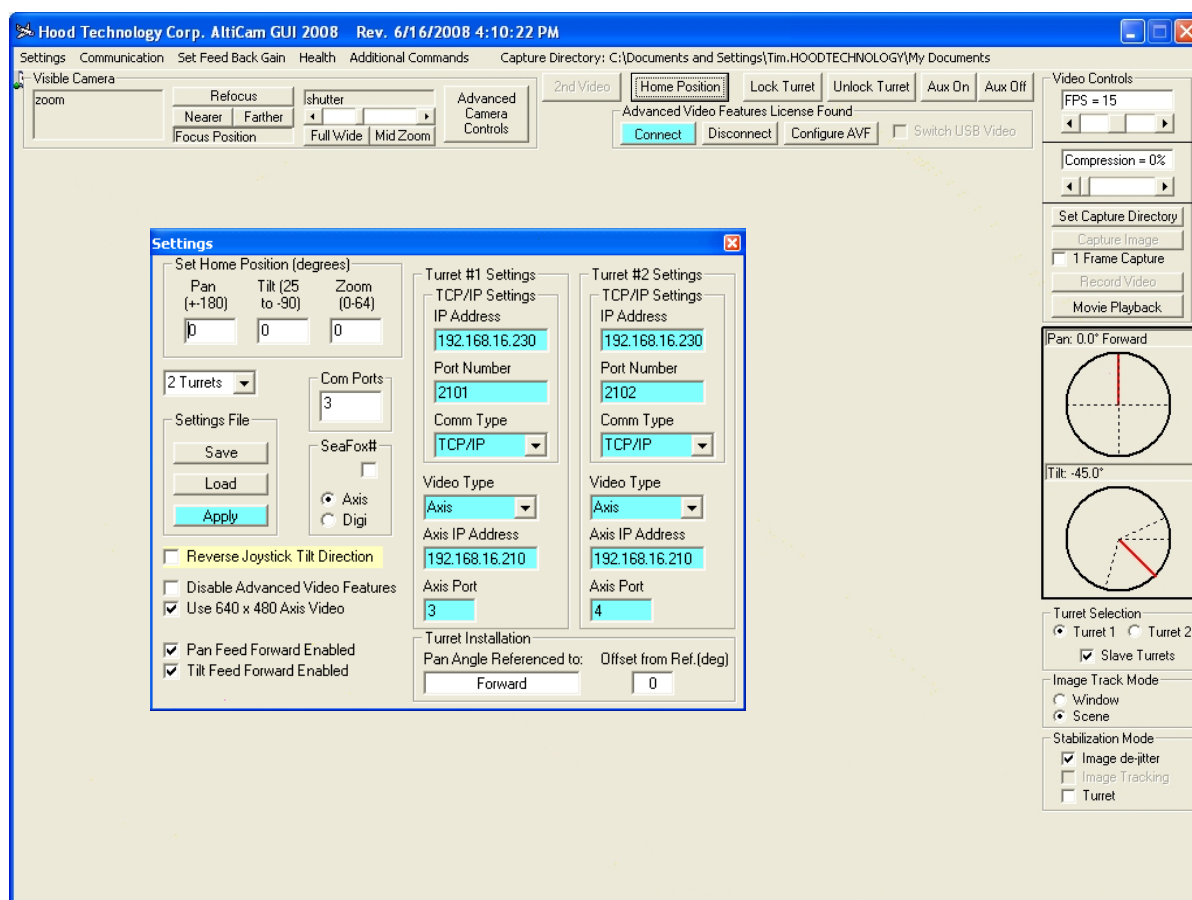 Hood Technology Corp. AltiCam GUI 2008 Rev. 6/16/2008 4:10:22 PM
Settings Communication Set Feed Back Gain Health Additional Commands Capture Directory: C:\Documents and Settings\Tim.HOODTECHNOLOGY\My Documents
Visible Camera
zoom
Refocus
Nearer Farther
Focus Position
shutter
Full Wide Mid Zoom
Advanced
Camera
Controls
2nd Video Home Position Lock Turret Unlock Turret Aux On Aux Off
Advanced Video Features License Found
Connect Disconnect Configure AVF Switch USB Video
Video Controls
FPS = 15
Compression = 0%
Set Capture Directory
Capture Image
1 Frame Capture
Record Video
Movie Playback
Pan: 0.0° Forward
Tilt: -45.0°
Turret Selection
Turret 1 Turret 2
Slave Turrets
Image Track Mode
Window
Scene
Stabilization Mode
Image de-jitter
Image Tracking
Turret
Settings
Set Home Position (degrees)
Pan
(+-180)
Tilt (25
to -90)
Zoom
(0-64)
0 0 0
2 Turrets
Com Ports
3
Settings File
Save
Load
Apply
SeaFox#
Axis
Digi
Reverse Joystick Tilt Direction
Disable Advanced Video Features
Use 640 x 480 Axis Video
Pan Feed Forward Enabled
Tilt Feed Forward Enabled
Turret #1 Settings
TCP/IP Settings
IP Address
192.168.16.230
Port Number
2101
Comm Type
TCP/IP
Video Type
Axis
Axis IP Address
192.168.16.210
Axis Port
3
Turret #2 Settings
TCP/IP Settings
IP Address
192.168.16.230
Port Number
2102
Comm Type
TCP/IP
Video Type
Axis
Axis IP Address
192.168.16.210
Axis Port
4
Turret Installation
Pan Angle Referenced to: Offset from Ref.(deg)
Forward 0